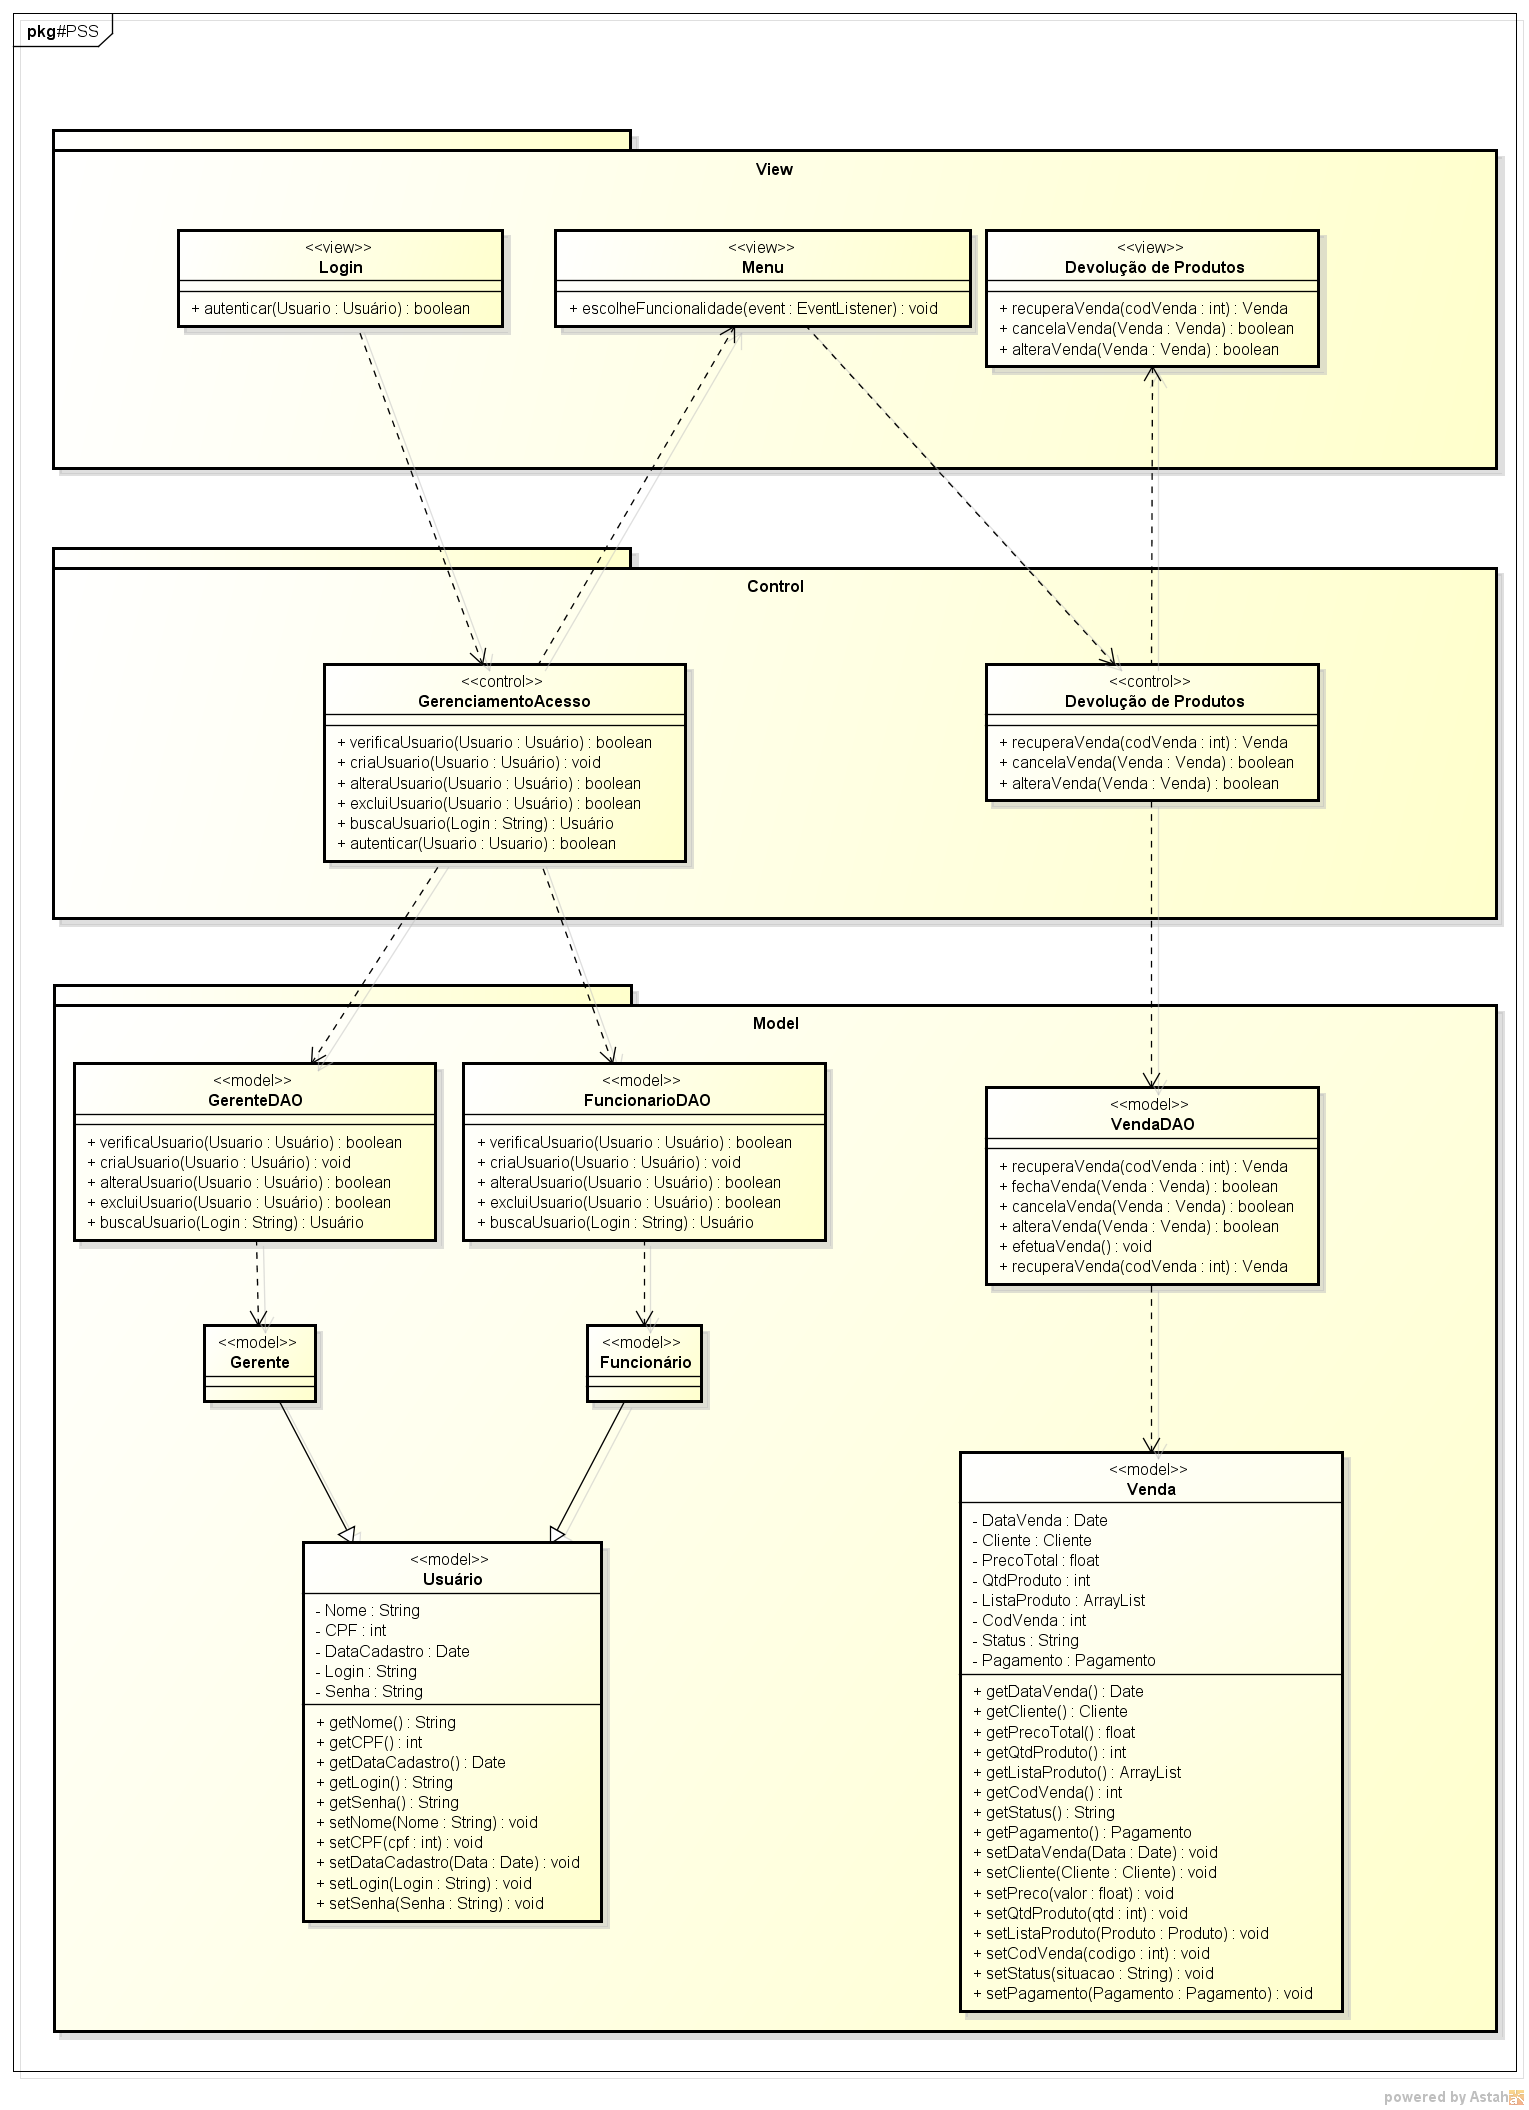 pkg#PSS
View
<<view>>
Login
+ autenticar(Usuario : Usuário) : boolean
<<view>>
Menu
+ escolheFuncionalidade(event : EventListener) : void
<<view>>
Devolução de Produtos
+ recuperaVenda(codVenda : int) : Venda
+ cancelaVenda(Venda : Venda) : boolean
+ alteraVenda(Venda : Venda) : boolean
Control
<<control>>
GerenciamentoAcesso
+ verificaUsuario(Usuario : Usuário) : boolean
+ criaUsuario(Usuario : Usuário) : void
+ alteraUsuario(Usuario : Usuário) : boolean
+ excluiUsuario(Usuario : Usuário) : boolean
+ buscaUsuario(Login : String) : Usuário
+ autenticar(Usuario : Usuario) : boolean
<<control>>
Devolução de Produtos
+ recuperaVenda(codVenda : int) : Venda
+ cancelaVenda(Venda : Venda) : boolean
+ alteraVenda(Venda : Venda) : boolean
Model
<<model>>
GerenteDAO
+ verificaUsuario(Usuario : Usuário) : boolean
+ criaUsuario(Usuario : Usuário) : void
+ alteraUsuario(Usuario : Usuário) : boolean
+ excluiUsuario(Usuario : Usuário) : boolean
+ buscaUsuario(Login : String) : Usuário
<<model>>
FuncionarioDAO
+ verificaUsuario(Usuario : Usuário) : boolean
+ criaUsuario(Usuario : Usuário) : void
+ alteraUsuario(Usuario : Usuário) : boolean
+ excluiUsuario(Usuario : Usuário) : boolean
+ buscaUsuario(Login : String) : Usuário
<<model>>
VendaDAO
+ recuperaVenda(codVenda : int) : Venda
+ fechaVenda(Venda : Venda) : boolean
+ cancelaVenda(Venda : Venda) : boolean
+ alteraVenda(Venda : Venda) : boolean
+ efetuaVenda() : void
+ recuperaVenda(codVenda : int) : Venda
<<model>>
Gerente
<<model>>
Funcionário
<<model>>
Usuário
- Nome : String
- CPF : int
- DataCadastro : Date
- Login : String
- Senha : String
+ getNome() : String
+ getCPF() : int
+ getDataCadastro() : Date
+ getLogin() : String
+ getSenha() : String
+ setNome(Nome : String) : void
+ setCPF(cpf : int) : void
+ setDataCadastro(Data : Date) : void
+ setLogin(Login : String) : void
+ setSenha(Senha : String) : void
<<model>>
Venda
- DataVenda : Date
- Cliente : Cliente
- PrecoTotal : float
- QtdProduto : int
- ListaProduto : ArrayList
- CodVenda : int
- Status : String
- Pagamento : Pagamento
+ getDataVenda() : Date
+ getCliente() : Cliente
+ getPrecoTotal() : float
+ getQtdProduto() : int
+ getListaProduto() : ArrayList
+ getCodVenda() : int
+ getStatus() : String
+ getPagamento() : Pagamento
+ setDataVenda(Data : Date) : void
+ setCliente(Cliente : Cliente) : void
+ setPreco(valor : float) : void
+ setQtdProduto(qtd : int) : void
+ setListaProduto(Produto : Produto) : void
+ setCodVenda(codigo : int) : void
+ setStatus(situacao : String) : void
+ setPagamento(Pagamento : Pagamento) : void
powered by Astah